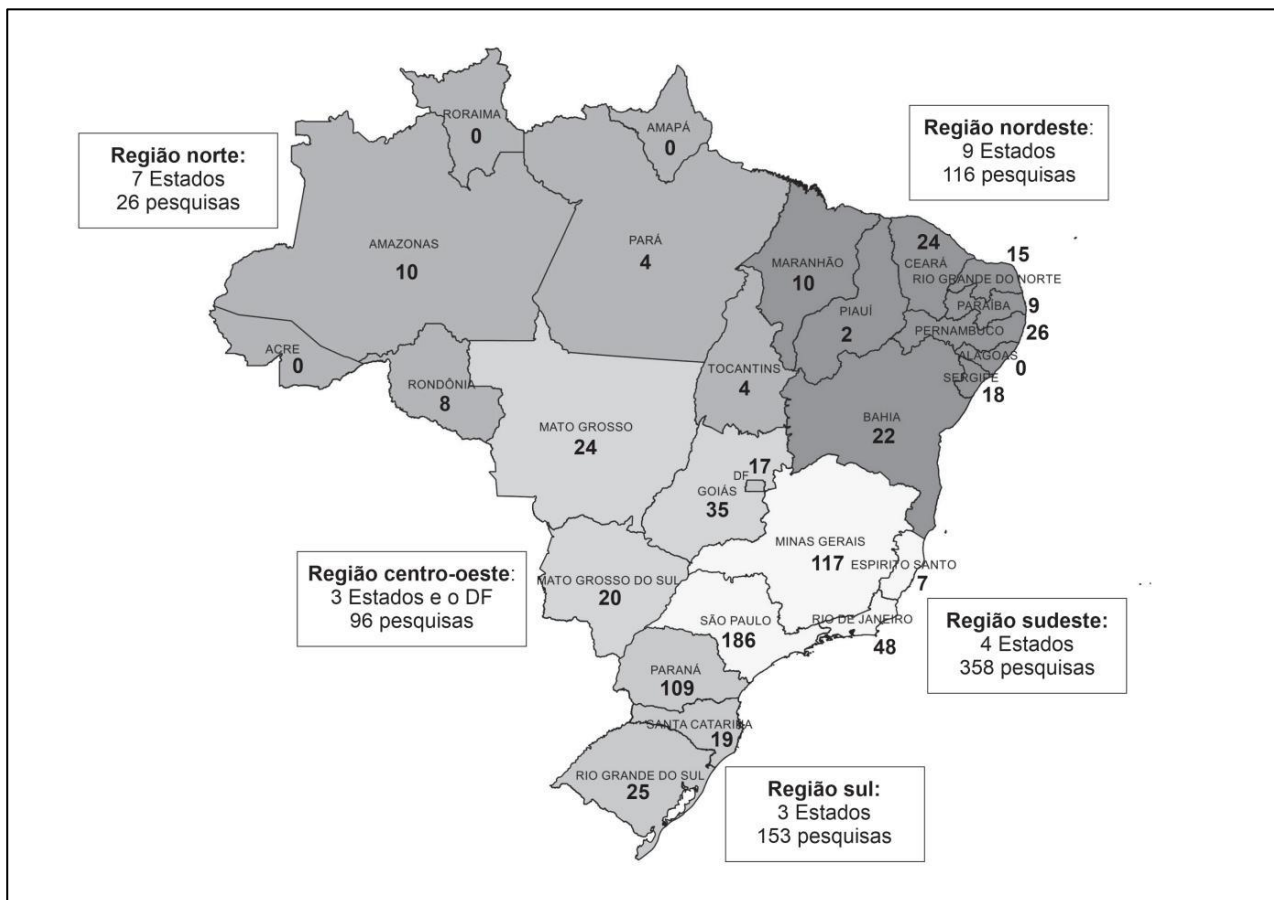 RORAIMA
0
AMAPÁ
0
Região norte:
7 Estados
26 pesquisas
Região nordeste:
9 Estados
116 pesquisas
AMAZONAS
10
PARÁ
4
MARANHÃO
10
PIAUÍ
2
24
CEARÁ
15
RIO GRANDE DO NORTE
PARAÍBA
9
PERNAMBUCO
26
ALAGOAS
0
SERGIPE
18
ACRE
0
RONDÔNIA
8
TOCANTINS
4
BAHIA
22
MATO GROSSO
24
17
DF
GOIÁS
35
MINAS GERAIS
117
ESPIRITO SANTO
7
Região centro-oeste:
3 Estados e o DF
96 pesquisas
MATO GROSSO DO SUL
20
SÃO PAULO
186
RIO DE JANEIRO
48
Região sudeste:
4 Estados
358 pesquisas
PARANÁ
109
SANTA CATARINA
19
RIO GRANDE DO SUL
25
Região sul:
3 Estados
153 pesquisas